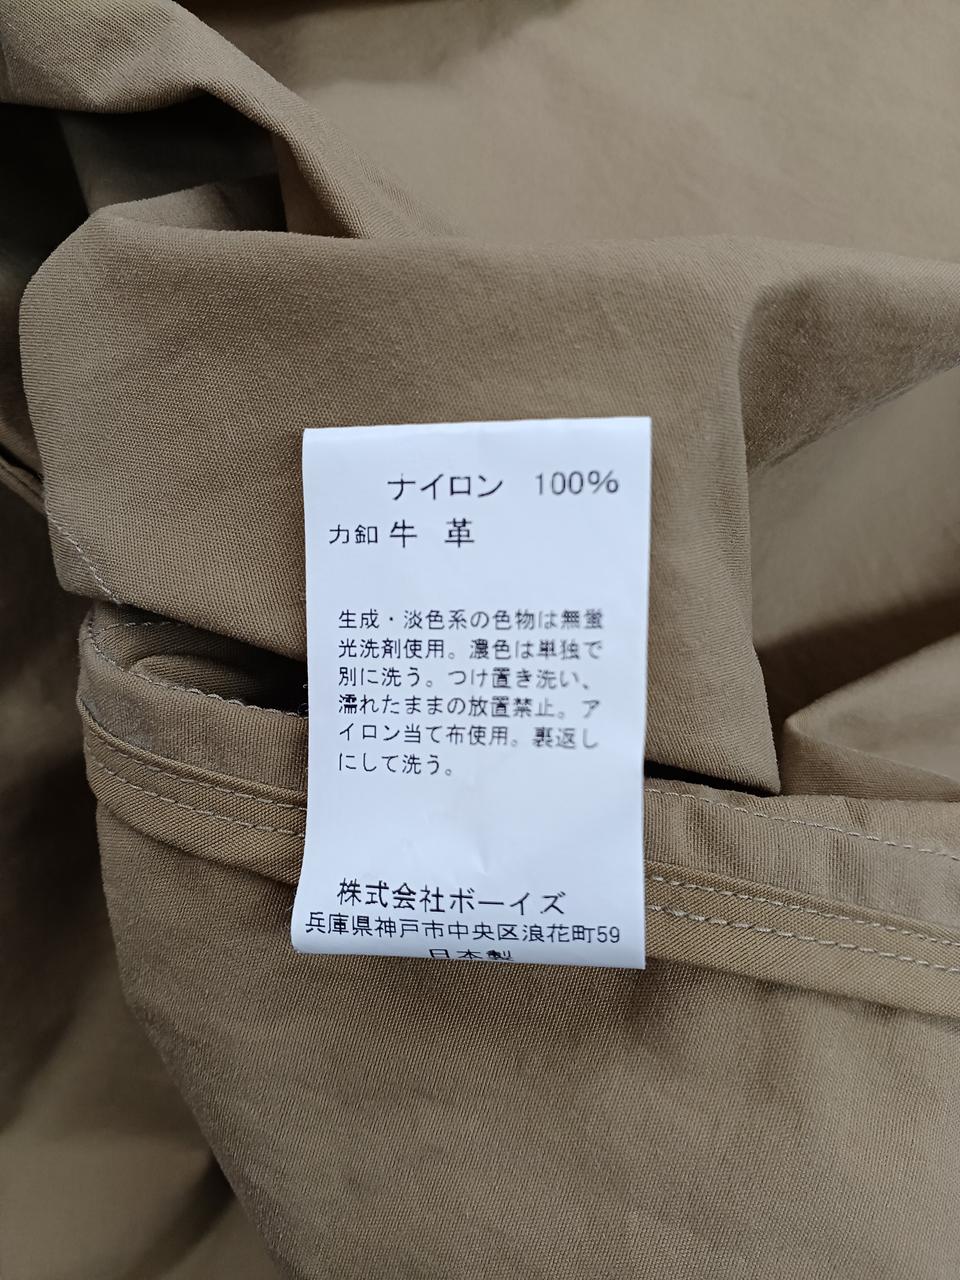 ナイロン 100%
力釦 牛 革
生成・淡色系の色物は無蛍
光洗剤使用。濃色は単独で
別に洗う。つけ置き洗い、
濡れたままの放置禁止。ア
イロン当て布使用。裏返し
にして洗う。
株式会社ボーイズ
兵庫県神戸市中央区浪花町59
日本製